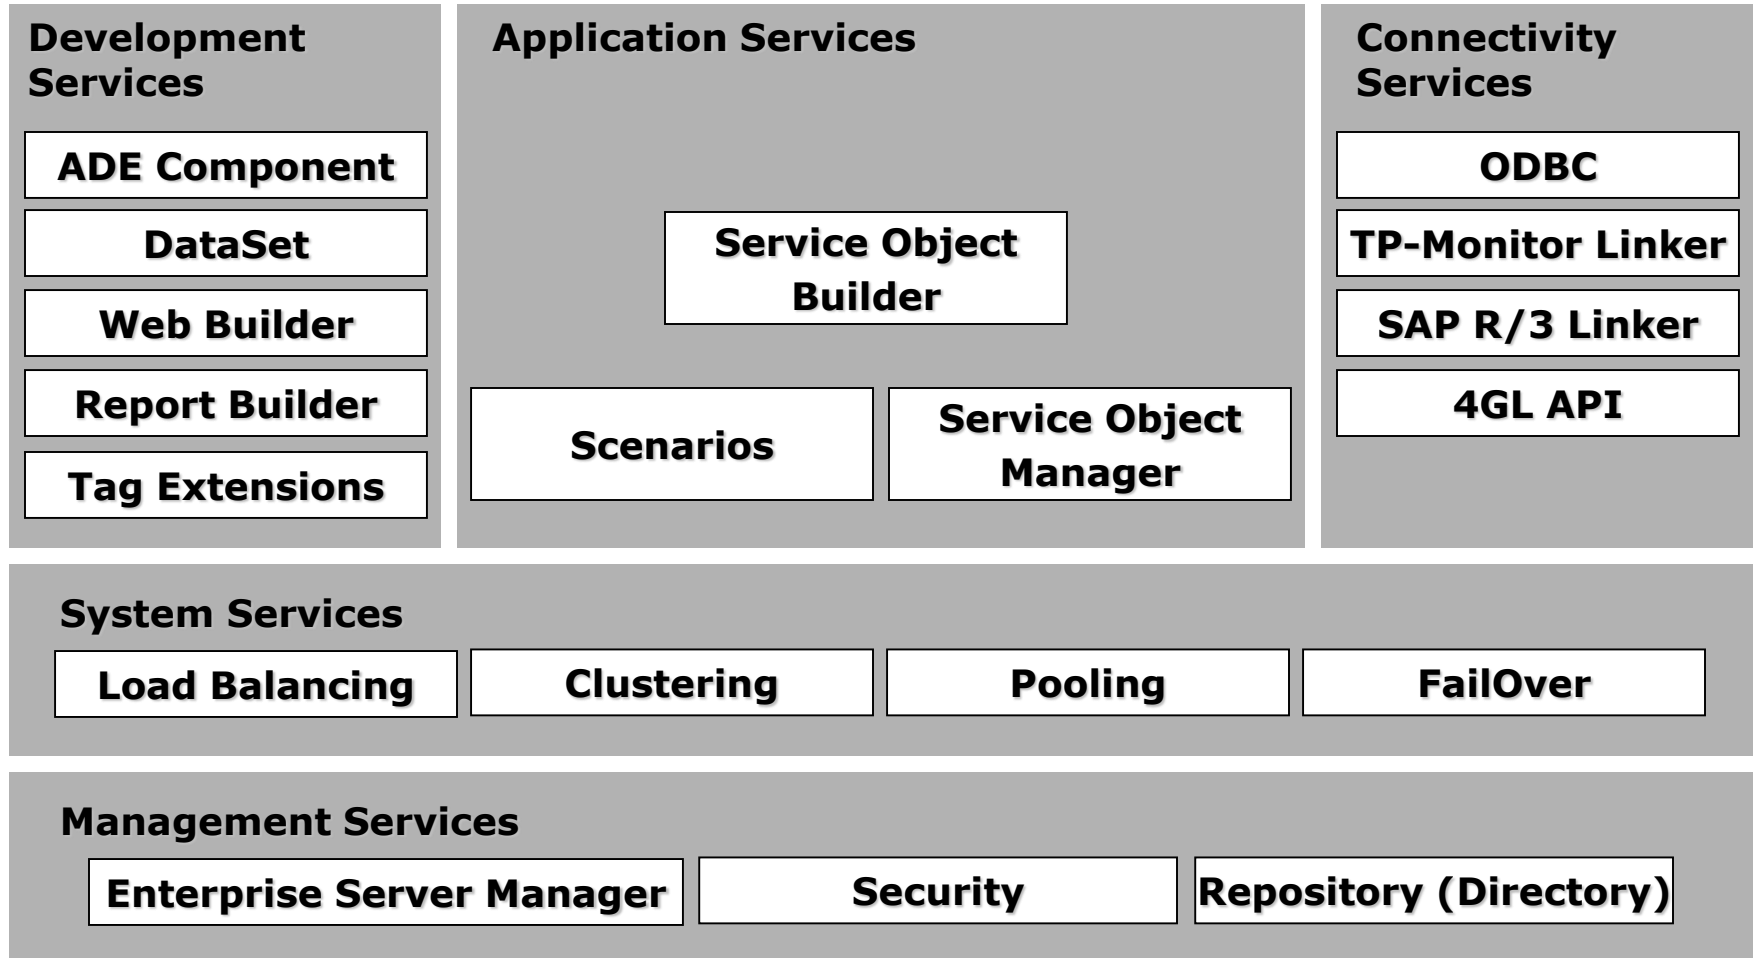 Development
Services
ADE Component
DataSet
Web Builder
Report Builder
Tag Extensions
Application Services
Service Object
Builder
Scenarios
Service Object
Manager
Connectivity
Services
ODBC
TP-Monitor Linker
SAP R/3 Linker
4GL API
System Services
Load Balancing
Clustering
Pooling
FailOver
Management Services
Enterprise Server Manager
Security
Repository (Directory)